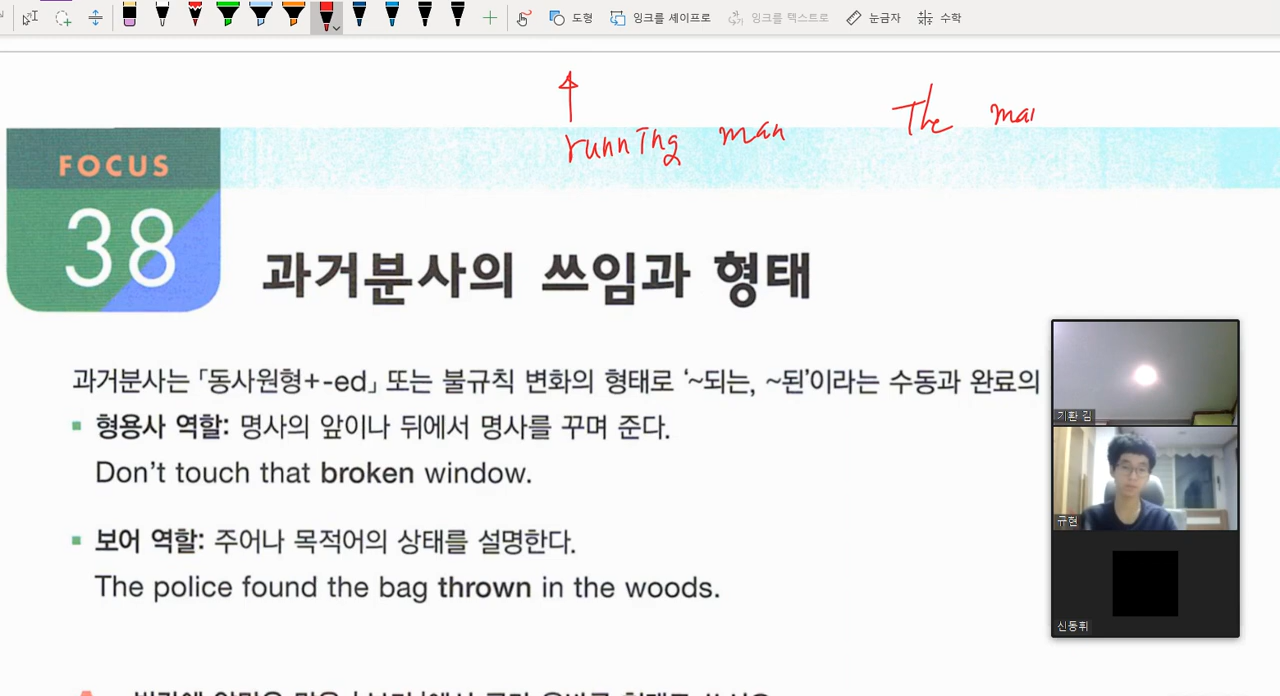 도형 잉크를 셰이프로 잉크를 텍스트로 눈금자 수학
running man The
FOCUS
38
과거분사의 쓰임과 형태
과거분사는 「동사원형+-ed」 또는 불규칙 변화의 형태로 ‘~되는, ~된’이라는 수동과 완료의
형용사 역할: 명사의 앞이나 뒤에서 명사를 꾸며 준다.
Don't touch that broken window.
보어 역할: 주어나 목적어의 상태를 설명한다.
The police found the bag thrown in the woods.
기환 김
규현
신동휘